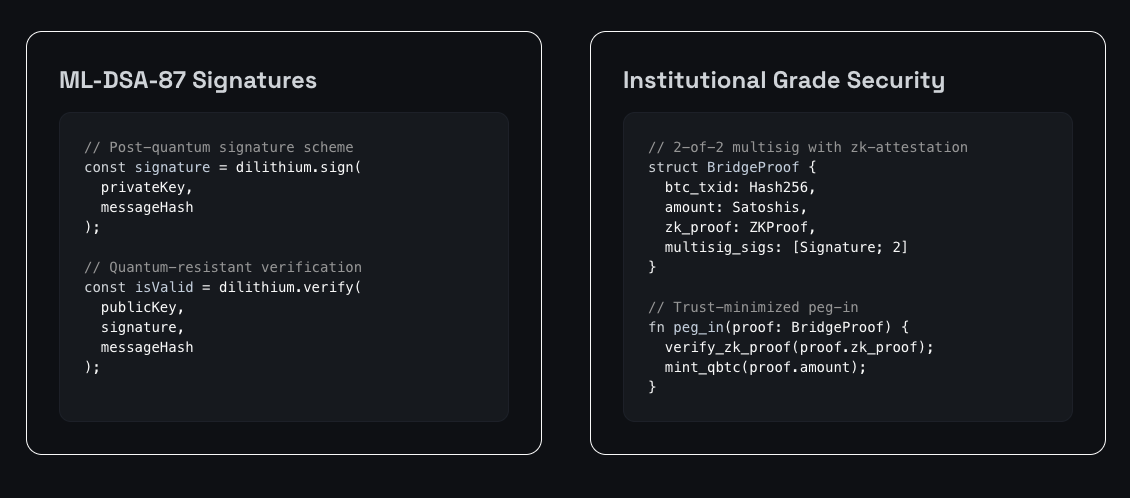 ML-DSA-87 Signatures
// Post-quantum signature scheme
const signature = dilithium.sign(
  privateKey,
  messageHash
);

// Quantum-resistant verification
const isValid = dilithium.verify(
  publicKey,
  signature,
  messageHash
);

Institutional Grade Security
// 2-of-2 multisig with zk-attestation
struct BridgeProof {
  btc_txid: Hash256,
  amount: Satoshis,
  zk_proof: ZKProof,
  multisig_sigs: [Signature; 2]
}

// Trust-minimized peg-in
fn peg_in(proof: BridgeProof) {
  verify_zk_proof(proof.zk_proof);
  mint_qbtc(proof.amount);
}